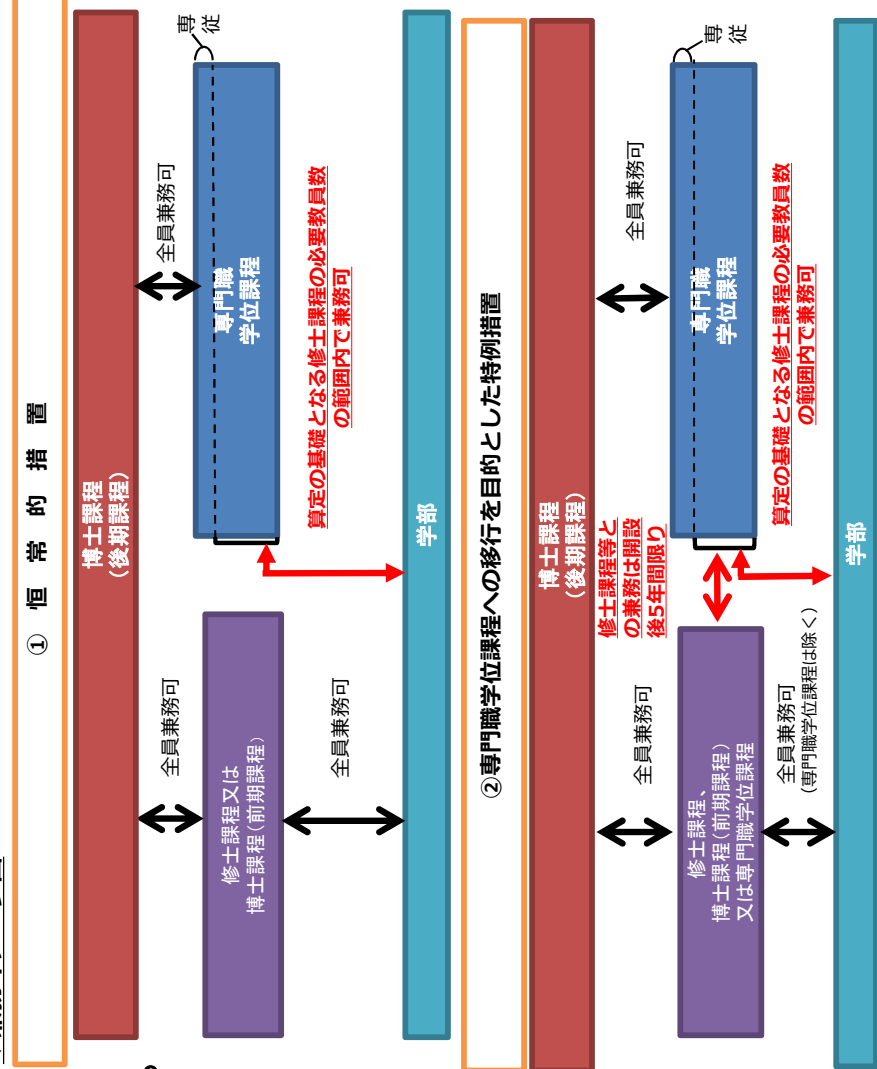 ① 恒 常 的 措 置
博士課程
（後期課程）
全員兼務可
全員兼務可
専従
修士課程又は
博士課程（前期課程）
専門職
学位課程
全員兼務可
算定の基礎となる修士課程の必要教員数
の範囲内で兼務可
学部
②専門職学位課程への移行を目的とした特例措置
博士課程
（後期課程）
全員兼務可
修士課程等と
の兼務は開設
後5年間限り
全員兼務可
専従
修士課程、
博士課程（前期課程）
又は専門職学位課程
専門職
学位課程
全員兼務可
（専門職学位課程は除く）
算定の基礎となる修士課程の必要教員数
の範囲内で兼務可
学部